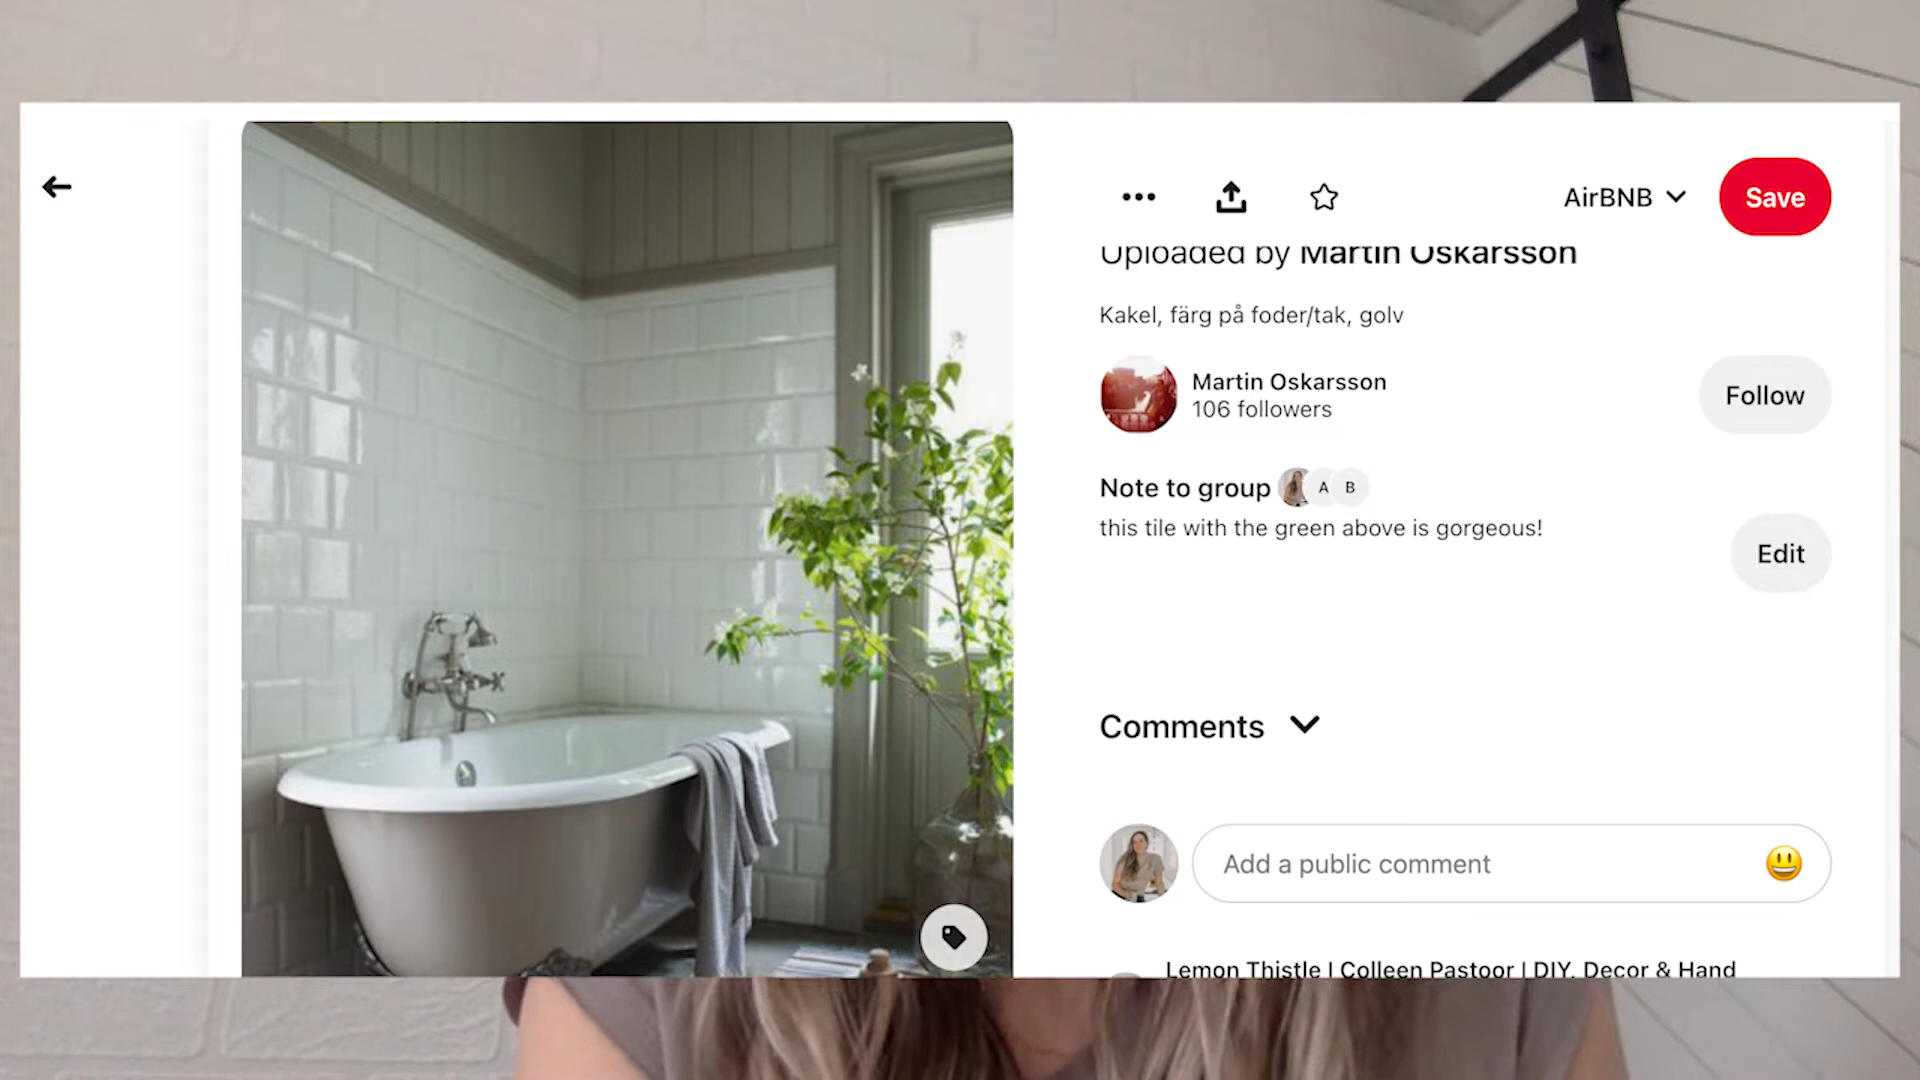 AirBNB
Save
Uploaded by Martin Oskarsson
Kakel, färg på foder/tak, golv
Martin Oskarsson
106 followers
Follow
Note to group
A
B
this tile with the green above is gorgeous!
Edit
Comments
Add a public comment
Lemon Thistle | Colleen Pastoor | DIY, Decor & Hand